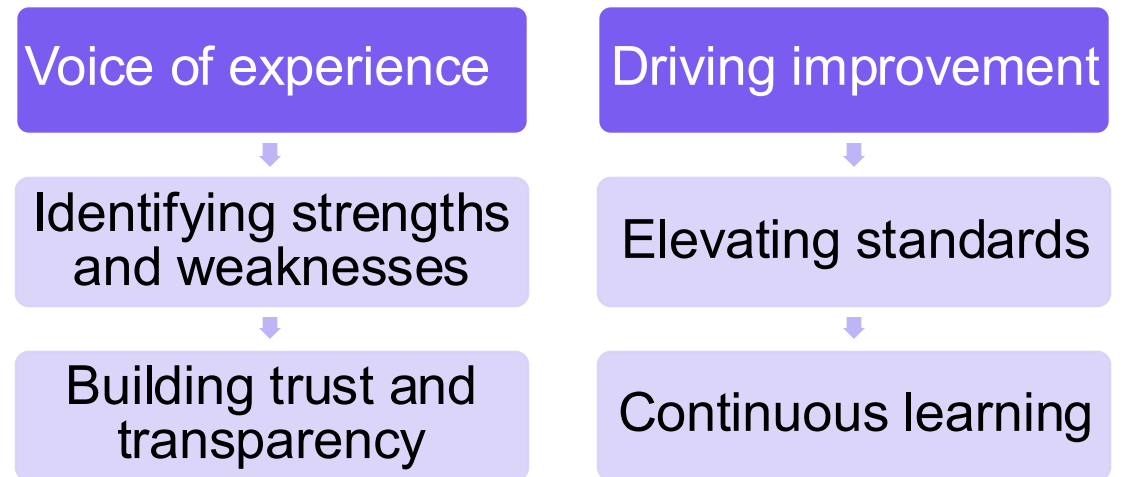 Voice of experience
Identifying strengths
and weaknesses
Building trust and
transparency
Driving improvement
Elevating standards
Continuous learning